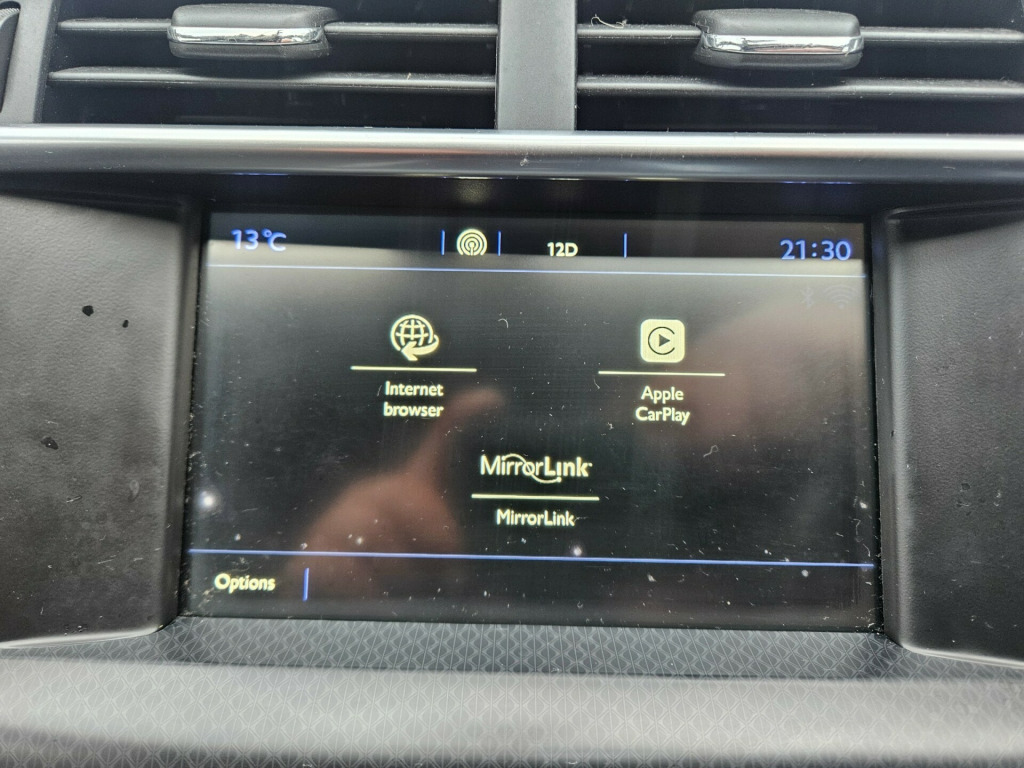 13°C
12D
21:30
Internet
browser
Apple
CarPlay
MirrorLink
MirrorLink
Options